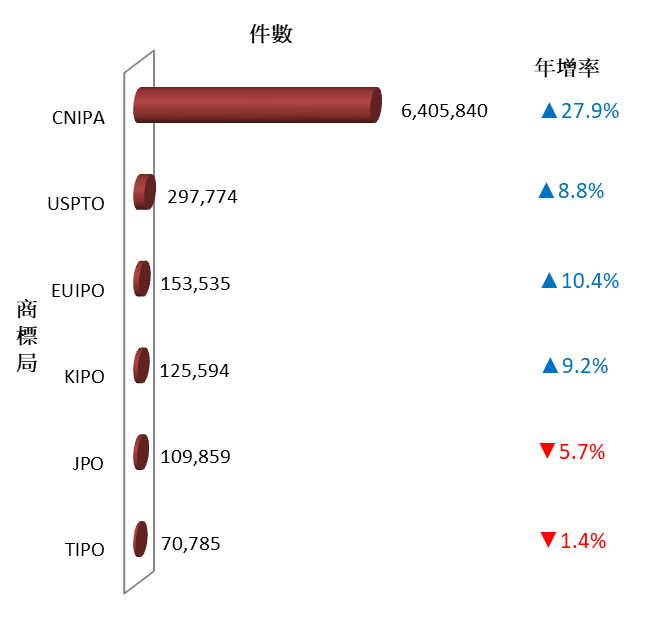 件數
年增率
CNIPA 6,405,840 ▲27.9%
USPTO 297,774 ▲8.8%
EUIPO 153,535 ▲10.4%
商標局
KIPO 125,594 ▲9.2%
JPO 109,859 ▼5.7%
TIPO 70,785 ▼1.4%